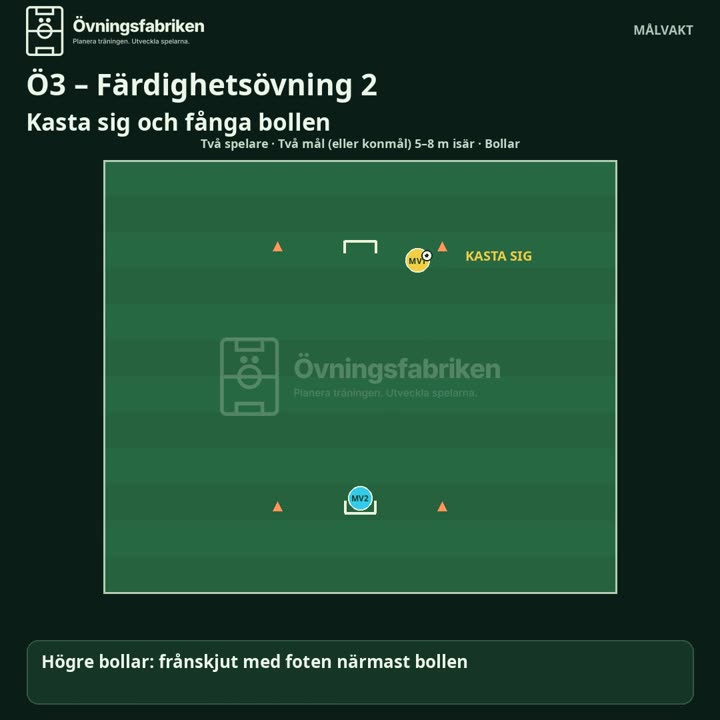 Övningsfabriken
Planera träningen. Utveckla spelarna.
MÅLVAKT
Ö3 – Färdighetsövning 2
Kasta sig och fånga bollen
Två spelare · Två mål (eller konmål) 5–8 m isär · Bollar
MV1
KASTA SIG
Övningsfabriken
Planera träningen. Utveckla spelarna.
MV2
Högre bollar: frånskjut med foten närmast bollen